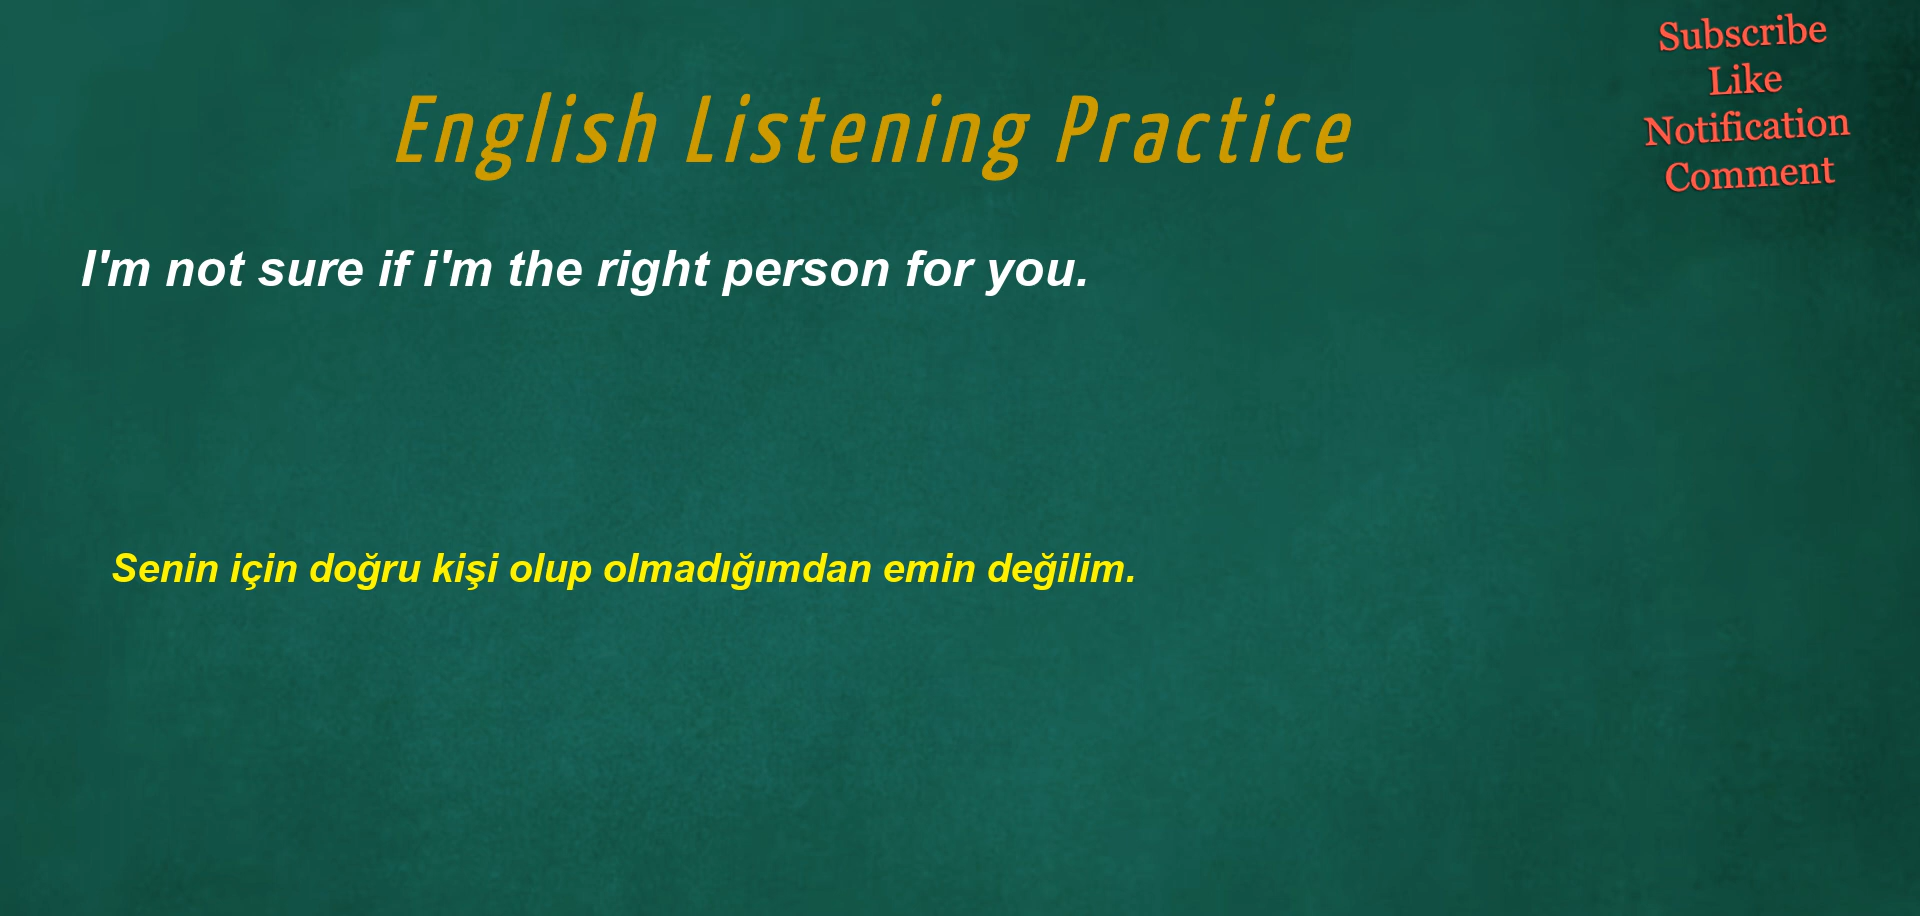 English Listening Practice
Subscribe
Like
Notification
Comment
I'm not sure if i'm the right person for you.
Senin için doğru kişi olup olmadığımdan emin değilim.